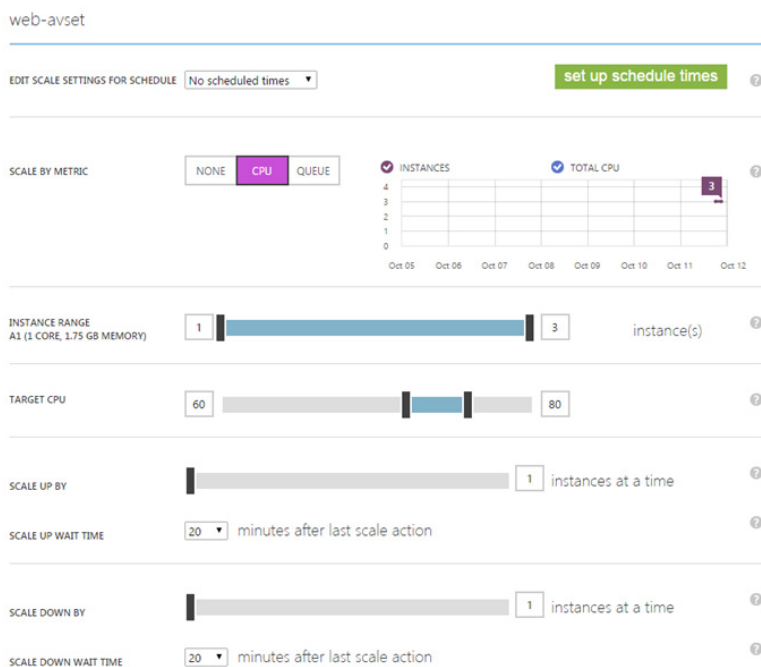 web-avset
EDIT SCALE SETTINGS FOR SCHEDULE No scheduled times set up schedule times ?
SCALE BY METRIC NONE CPU QUEUE INSTANCES TOTAL CPU ?
4
3 3
2
1
0
Oct 05 Oct 06 Oct 07 Oct 08 Oct 09 Oct 10 Oct 11 Oct 12
INSTANCE RANGE
A1 (1 CORE, 1.75 GB MEMORY) 1 3 instance(s) ?
TARGET CPU 60 80 ?
SCALE UP BY 1 instances at a time ?
SCALE UP WAIT TIME 20 minutes after last scale action ?
SCALE DOWN BY 1 instances at a time ?
SCALE DOWN WAIT TIME 20 minutes after last scale action ?